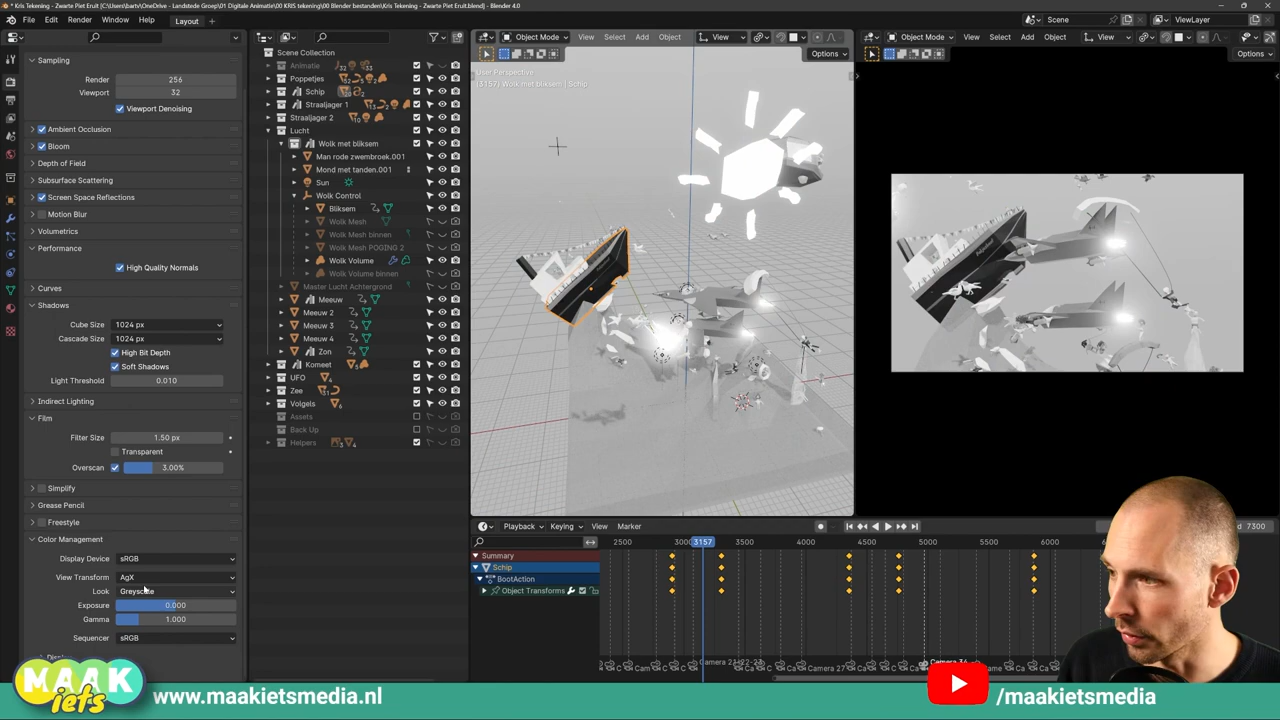 * Kris Tekening - Zwarte Piet Eruit [C:\Users\barts\OneDrive - Landstede Groep\01 Digitale Animatie\00 KRIS tekening\00 Blender bestanden\Kris Tekening - Zwarte Piet Eruit.blend] - Blender 4.0
File Edit Render Window Help Layout Scene ViewLayer
Object Mode View Select Add Object View Object Mode View Select Add Object View
Options Options
Sampling
Render 256
Viewport 32
Viewport Denoising
Ambient Occlusion
Bloom
Depth of Field
Subsurface Scattering
Screen Space Reflections
Motion Blur
Volumetrics
Performance
High Quality Normals
Curves
Shadows
Cube Size 1024 px
Cascade Size 1024 px
High Bit Depth
Soft Shadows
Light Threshold 0.010
Indirect Lighting
Film
Filter Size 1.50 px
Transparent
Overscan 3.00%
Simplify
Grease Pencil
Freestyle
Color Management
Display Device sRGB
View Transform AgX
Look Greyscale
Exposure 0.000
Gamma 1.000
Sequencer sRGB
Scene Collection
Animatie
Poppetjes
Schip
Straaljager 1
Straaljager 2
Lucht
Wolk met bliksem
Man rode zwembroek.001
Mond met tanden.001
Sun
Wolk Control
Bliksem
Wolk Mesh
Wolk Mesh binnen
Wolk Mesh POGING 2
Wolk Volume
Wolk Volume binnen
Master Lucht Achtergrond
Meeuw
Meeuw 2
Meeuw 3
Meeuw 4
Zon
Komeet
UFO
Zee
Volgels
Assets
Back Up
Helpers
User Perspective
(3157) Wolk met bliksem | Schip
Playback Keying View Marker
d 7300
2500 3000 3157 3500 4000 4500 5000 5500 6000
Summary
Schip
BootAction
Object Transforms
Camera 27
Camera 34
MAAK
iets
www.maakietsmedia.nl
/maakietsmedia